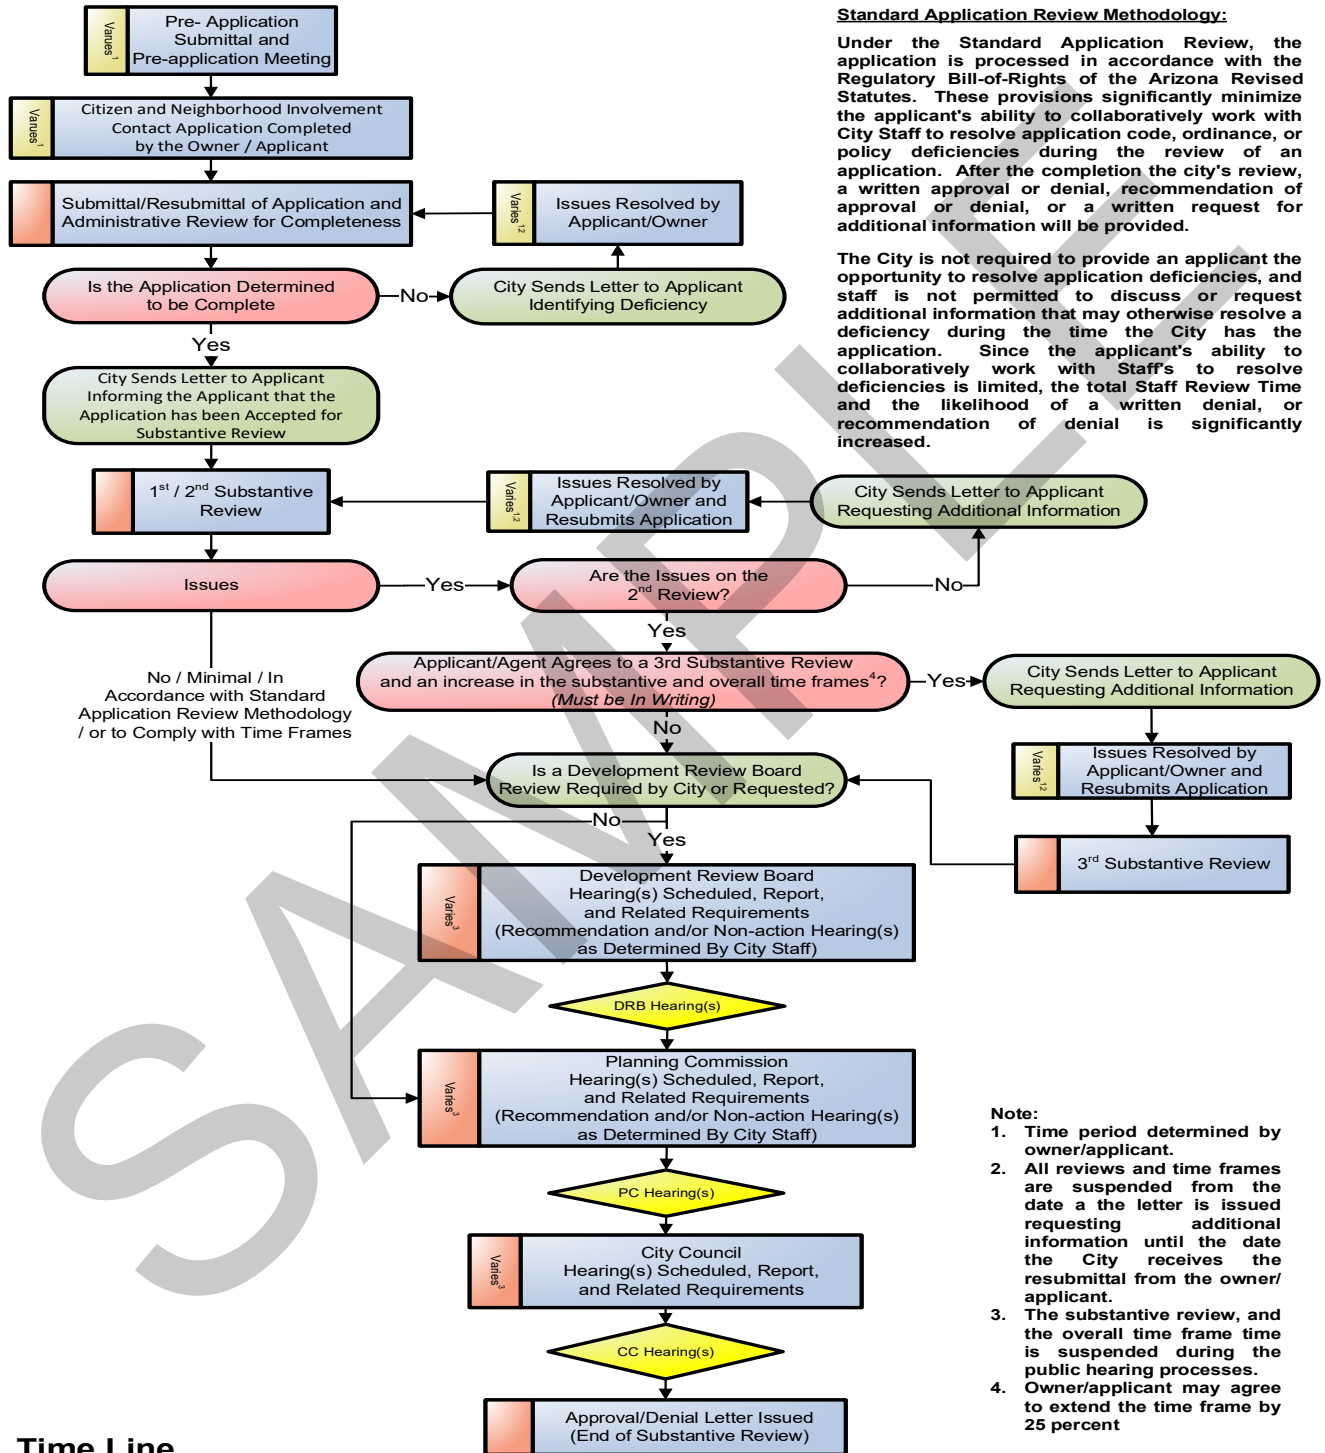 Pre- Application
Submittal and
Pre-application Meeting
Varues1
Citizen and Neighborhood Involvement
Contact Application Completed
by the Owner / Applicant
Varues1
Submittal/Resubmittal of Application and
Administrative Review for Completeness
Issues Resolved by
Applicant/Owner
Varies1,2
Is the Application Determined
to be Complete
No
City Sends Letter to Applicant
Identifying Deficiency
Yes
City Sends Letter to Applicant
Informing the Applicant that the
Application has been Accepted for
Substantive Review
1st / 2nd Substantive
Review
Issues Resolved by
Applicant/Owner and
Resubmits Application
Varies1,2
City Sends Letter to Applicant
Requesting Additional Information
Issues
Yes
Are the Issues on the
2nd Review?
No
Yes
No / Minimal / In
Accordance with Standard
Application Review Methodology
/ or to Comply with Time Frames
Applicant/Agent Agrees to a 3rd Substantive Review
and an increase in the substantive and overall time frames4?
(Must be In Writing)
Yes
City Sends Letter to Applicant
Requesting Additional Information
No
Issues Resolved by
Applicant/Owner and
Resubmits Application
Varies1,2
Is a Development Review Board
Review Required by City or Requested?
3rd Substantive Review
No
Yes
Development Review Board
Hearing(s) Scheduled, Report,
and Related Requirements
(Recommendation and/or Non-action Hearing(s)
as Determined By City Staff)
Varies3
DRB Hearing(s)
Planning Commission
Hearing(s) Scheduled, Report,
and Related Requirements
(Recommendation and/or Non-action Hearing(s)
as Determined By City Staff)
Varies3
PC Hearing(s)
City Council
Hearing(s) Scheduled, Report,
and Related Requirements
Varies3
CC Hearing(s)
Approval/Denial Letter Issued
(End of Substantive Review)
Standard Application Review Methodology:
Under the Standard Application Review, the
application is processed in accordance with the
Regulatory Bill-of-Rights of the Arizona Revised
Statutes. These provisions significantly minimize
the applicant's ability to collaboratively work with
City Staff to resolve application code, ordinance, or
policy deficiencies during the review of an
application. After the completion the city's review,
a written approval or denial, recommendation of
approval or denial, or a written request for
additional information will be provided.
The City is not required to provide an applicant the
opportunity to resolve application deficiencies, and
staff is not permitted to discuss or request
additional information that may otherwise resolve a
deficiency during the time the City has the
application. Since the applicant's ability to
collaboratively work with Staff's to resolve
deficiencies is limited, the total Staff Review Time
and the likelihood of a written denial, or
recommendation of denial is significantly
increased.
Note:
1. Time period determined by
owner/applicant.
2. All reviews and time frames
are suspended from the
date a the letter is issued
requesting additional
information until the date
the City receives the
resubmittal from the owner/
applicant.
3. The substantive review, and
the overall time frame time
is suspended during the
public hearing processes.
4. Owner/applicant may agree
to extend the time frame by
25 percent
Time Line
SAMPLE